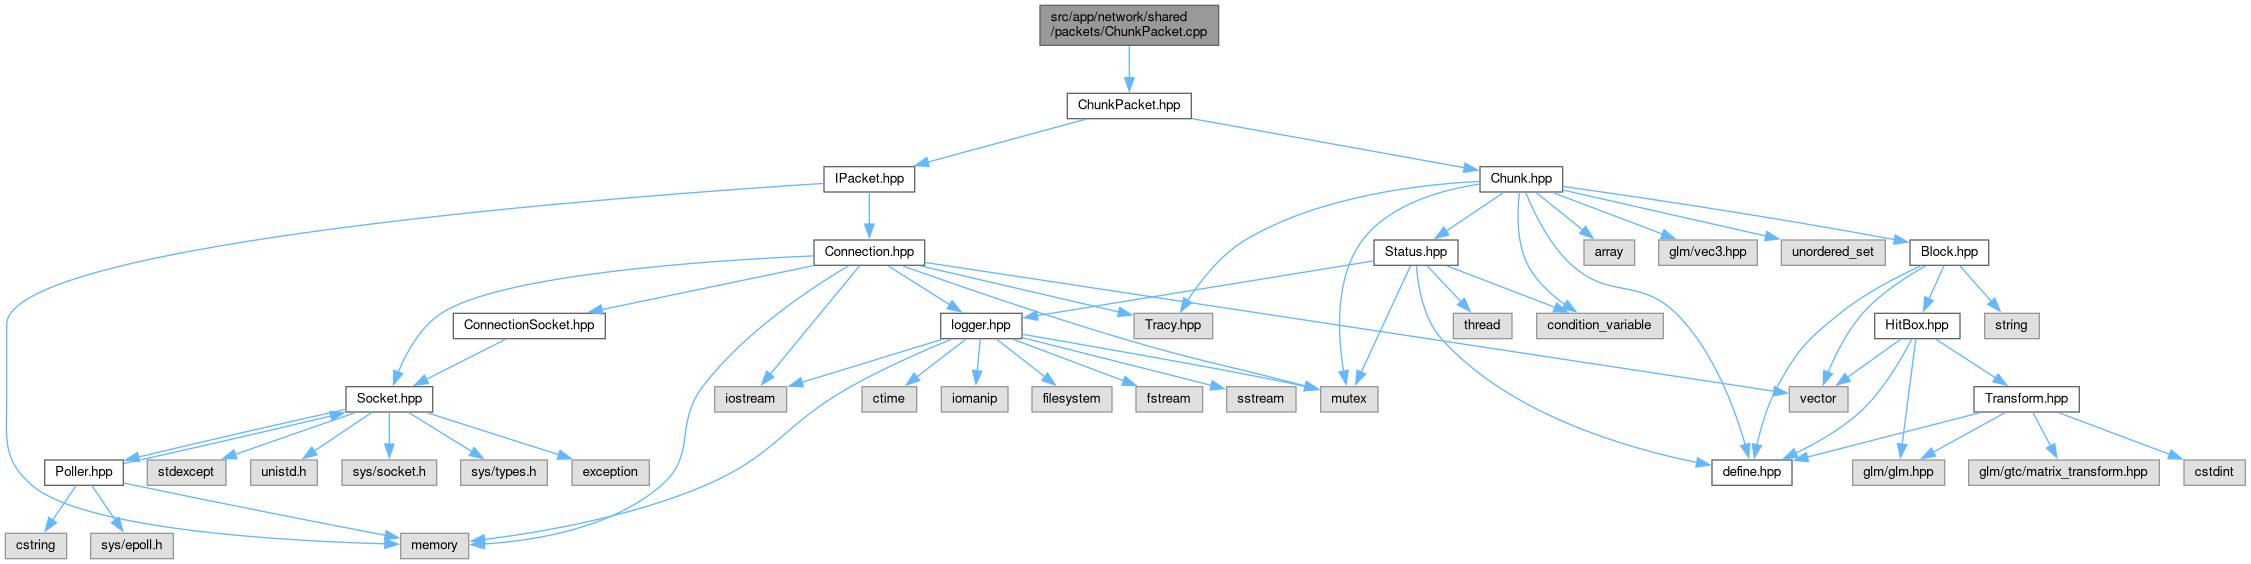 src/app/network/shared
/packets/ChunkPacket.cpp
ChunkPacket.hpp
IPacket.hpp
Chunk.hpp
Connection.hpp
Status.hpp
array
glm/vec3.hpp
unordered_set
Block.hpp
ConnectionSocket.hpp
logger.hpp
Tracy.hpp
thread
condition_variable
HitBox.hpp
string
Socket.hpp
iostream
ctime
iomanip
filesystem
fstream
sstream
mutex
vector
Transform.hpp
Poller.hpp
stdexcept
unistd.h
sys/socket.h
sys/types.h
exception
define.hpp
glm/glm.hpp
glm/gtc/matrix_transform.hpp
cstdint
cstring
sys/epoll.h
memory